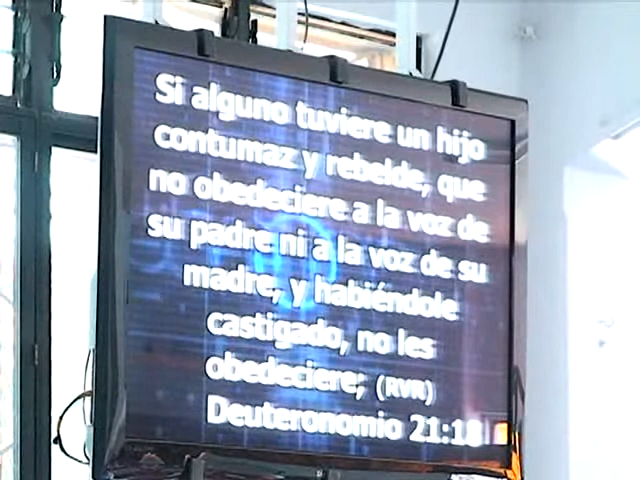 Si alguno tuviere un hijo
contumaz y rebelde, que
no obedeciere a la voz de
su padre ni a la voz de su
madre, y habiéndole
castigado, no les
obedeciere; (RVR)
Deuteronomio 21:18